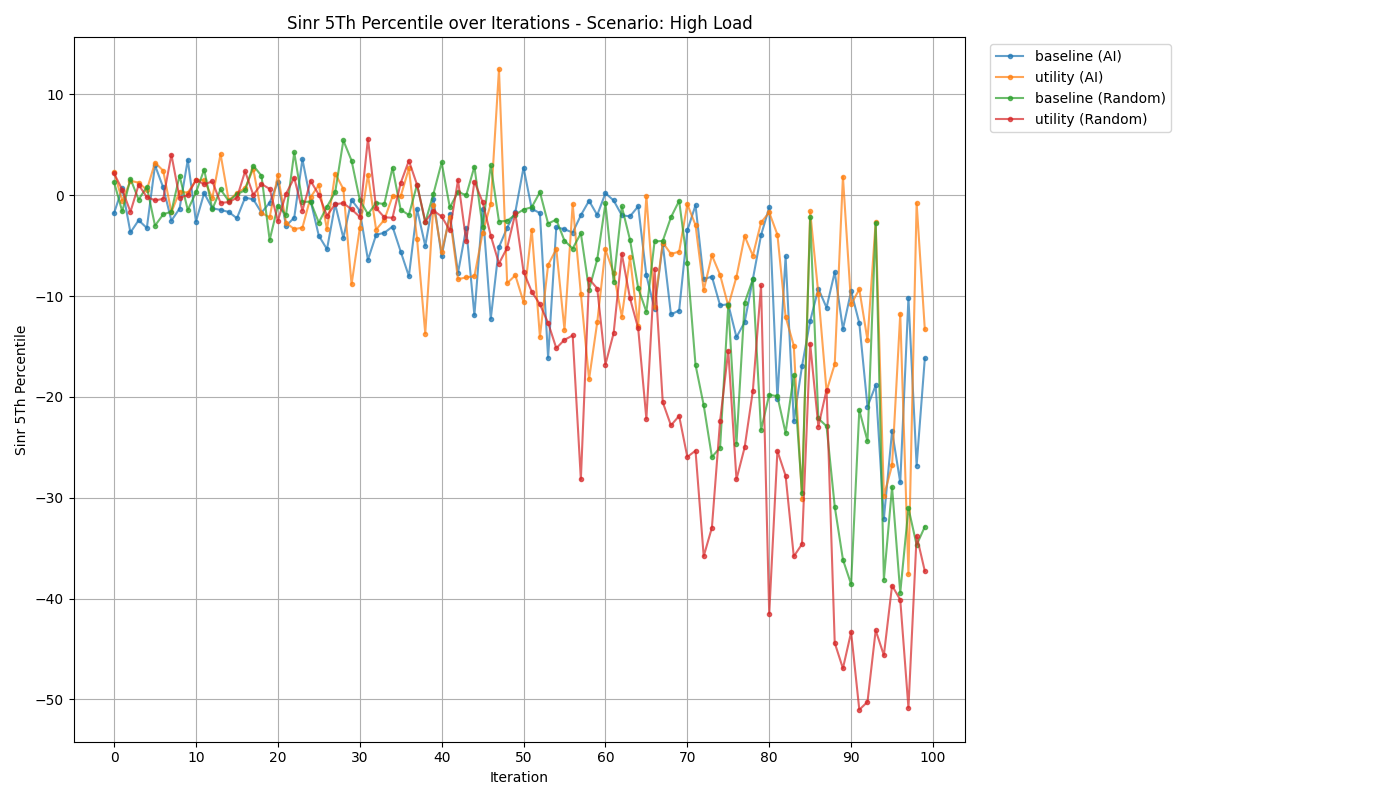 Sinr 5Th Percentile over Iterations - Scenario: High Load
baseline (AI)
utility (AI)
baseline (Random)
utility (Random)
Sinr 5Th Percentile
10
0
−10
−20
−30
−40
−50
0 10 20 30 40 50 60 70 80 90 100
Iteration